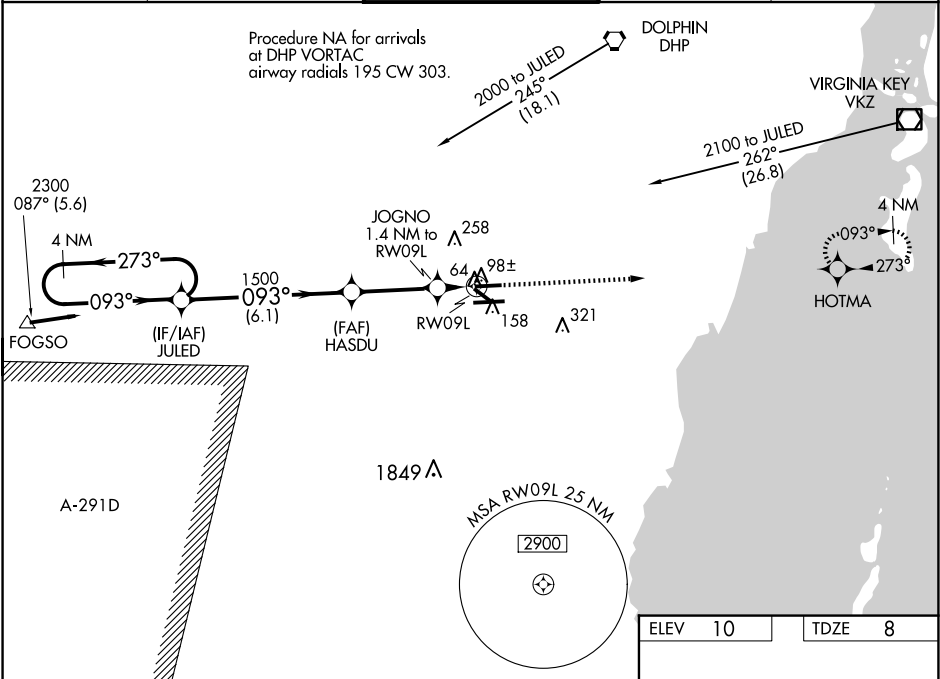 Procedure NA for arrivals
at DHP VORTAC
airway radials 195 CW 303.
DOLPHIN
DHP
2000 to JULED
245°
(18.1)
VIRGINIA KEY
VKZ
2100 to JULED
262°
(26.8)
2300
087° (5.6)
4 NM
273°
093°
FOGSO
(IF/IAF)
JULED
1500
093°
(6.1)
(FAF)
HASDU
JOGNO
1.4 NM to
RW09L
258
64
98±
RW09L
158
321
4 NM
093°
273°
HOTMA
A-291D
1849
MSA RW09L 25 NM
2900
ELEV 10
TDZE 8